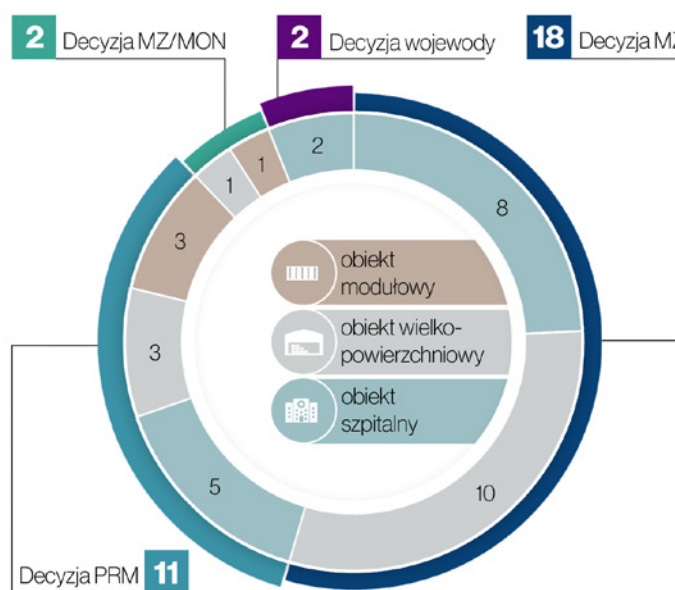 2 Decyzja MZ/MON
2 Decyzja wojewody
18 Decyzja MZ
1
1
2
8
3
3
5
10
obiekt
modułowy
obiekt wielko-
powierzchniowy
obiekt
szpitalny
Decyzja PRM 11